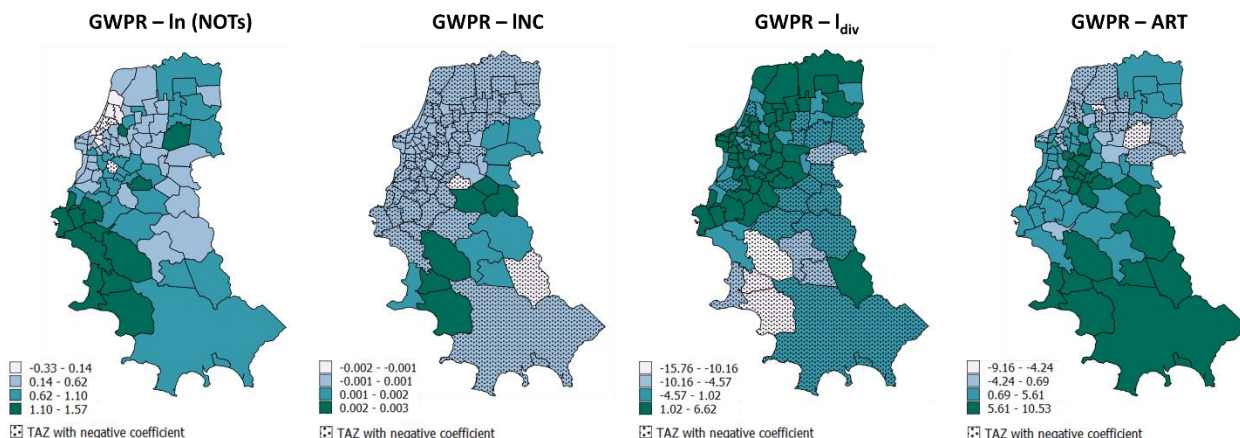 GWPR – ln (NOTs)
-0.33 - 0.14
0.14 - 0.62
0.62 - 1.10
1.10 - 1.57
TAZ with negative coefficient
GWPR – INC
-0.002 - -0.001
-0.001 - 0.001
0.001 - 0.002
0.002 - 0.003
TAZ with negative coefficient
GWPR – Idiv
-15.76 - -10.16
-10.16 - -4.57
-4.57 - 1.02
1.02 - 6.62
TAZ with negative coefficient
GWPR – ART
-9.16 - -4.24
-4.24 - 0.69
0.69 - 5.61
5.61 - 10.53
TAZ with negative coefficient